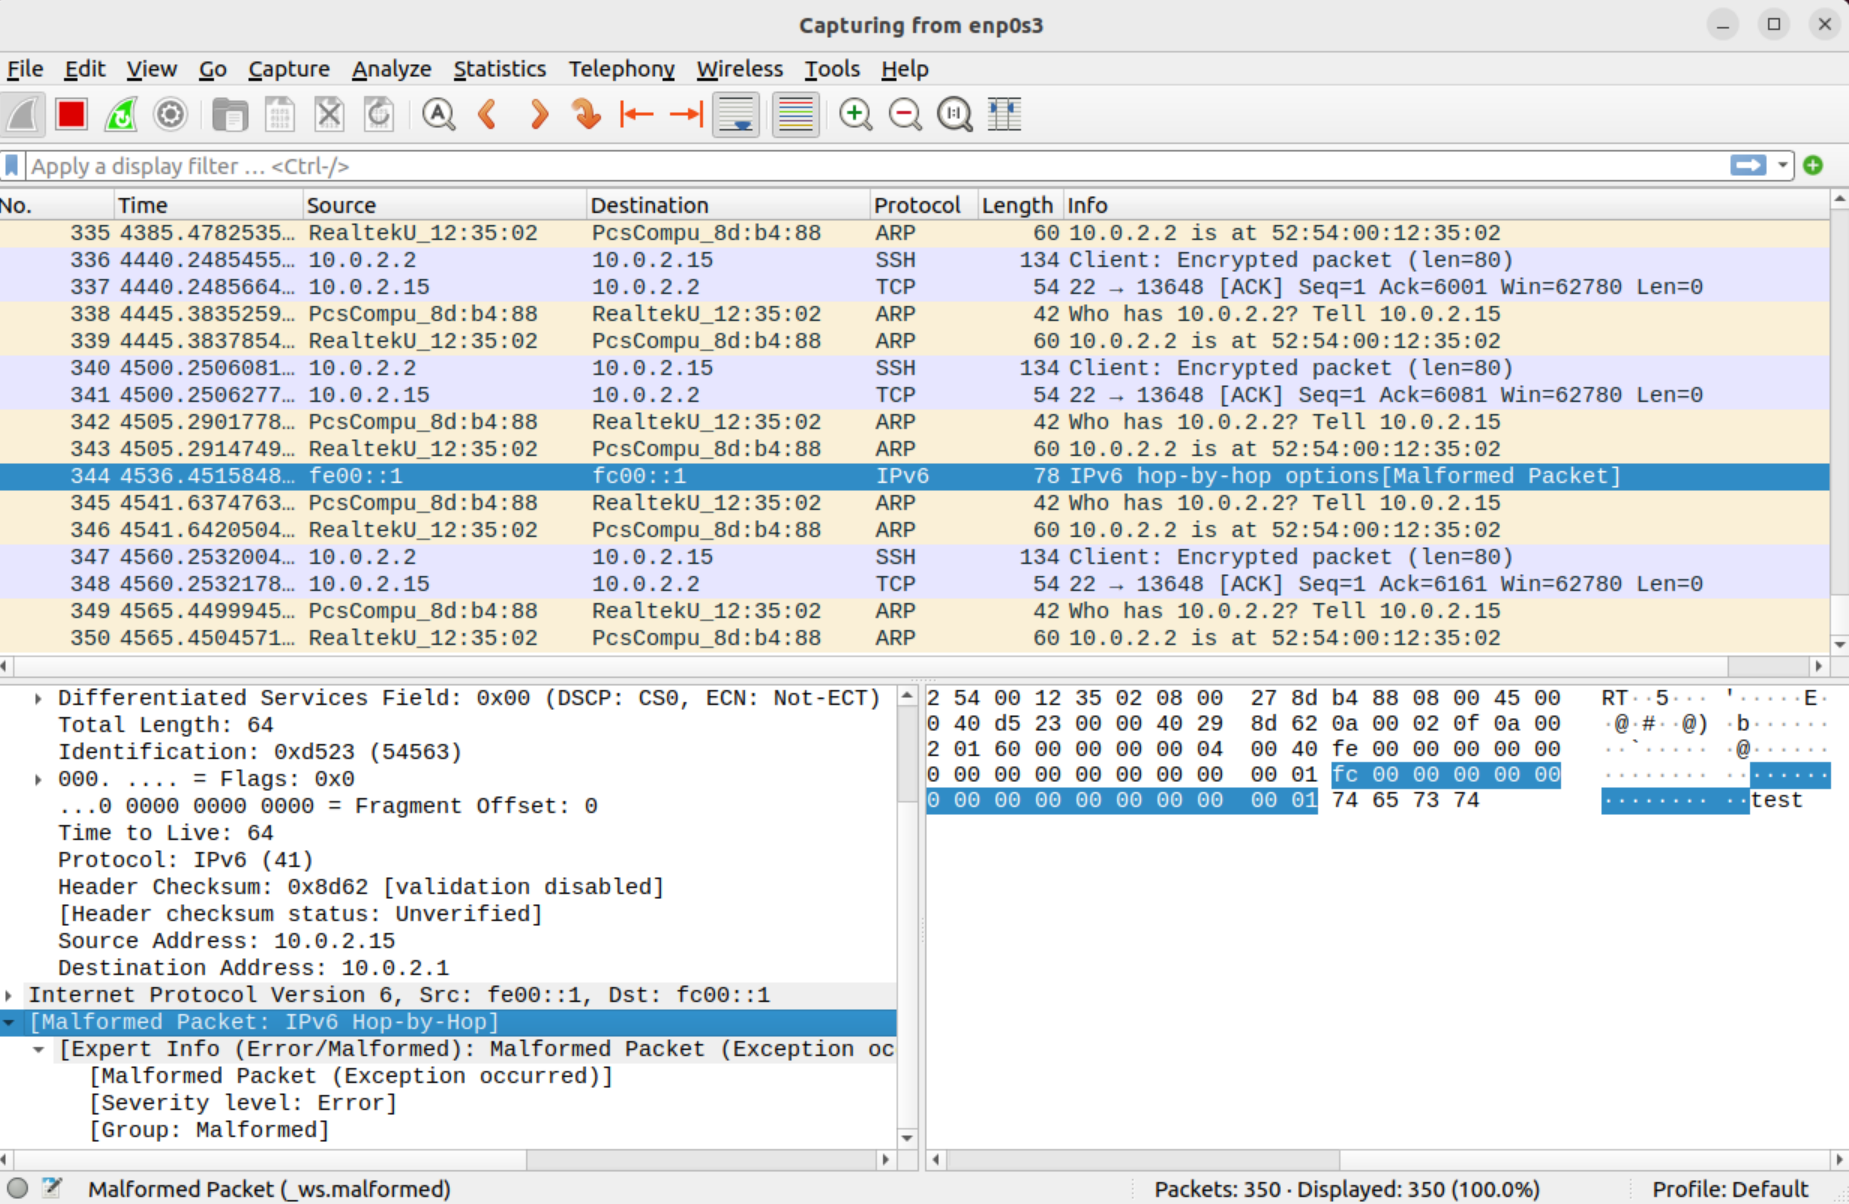 Capturing from enp0s3
File Edit View Go Capture Analyze Statistics Telephony Wireless Tools Help
Apply a display filter … <Ctrl-/>
No. Time Source Destination Protocol Length Info
335 4385.4782535… RealtekU_12:35:02 PcsCompu_8d:b4:88 ARP 60 10.0.2.2 is at 52:54:00:12:35:02
336 4440.2485455… 10.0.2.2 10.0.2.15 SSH 134 Client: Encrypted packet (len=80)
337 4440.2485664… 10.0.2.15 10.0.2.2 TCP 54 22 → 13648 [ACK] Seq=1 Ack=6001 Win=62780 Len=0
338 4445.3835259… PcsCompu_8d:b4:88 RealtekU_12:35:02 ARP 42 Who has 10.0.2.2? Tell 10.0.2.15
339 4445.3837854… RealtekU_12:35:02 PcsCompu_8d:b4:88 ARP 60 10.0.2.2 is at 52:54:00:12:35:02
340 4500.2506081… 10.0.2.2 10.0.2.15 SSH 134 Client: Encrypted packet (len=80)
341 4500.2506277… 10.0.2.15 10.0.2.2 TCP 54 22 → 13648 [ACK] Seq=1 Ack=6081 Win=62780 Len=0
342 4505.2901778… PcsCompu_8d:b4:88 RealtekU_12:35:02 ARP 42 Who has 10.0.2.2? Tell 10.0.2.15
343 4505.2914749… RealtekU_12:35:02 PcsCompu_8d:b4:88 ARP 60 10.0.2.2 is at 52:54:00:12:35:02
344 4536.4515848… fe00::1 fc00::1 IPv6 78 IPv6 hop-by-hop options[Malformed Packet]
345 4541.6374763… PcsCompu_8d:b4:88 RealtekU_12:35:02 ARP 42 Who has 10.0.2.2? Tell 10.0.2.15
346 4541.6420504… RealtekU_12:35:02 PcsCompu_8d:b4:88 ARP 60 10.0.2.2 is at 52:54:00:12:35:02
347 4560.2532004… 10.0.2.2 10.0.2.15 SSH 134 Client: Encrypted packet (len=80)
348 4560.2532178… 10.0.2.15 10.0.2.2 TCP 54 22 → 13648 [ACK] Seq=1 Ack=6161 Win=62780 Len=0
349 4565.4499945… PcsCompu_8d:b4:88 RealtekU_12:35:02 ARP 42 Who has 10.0.2.2? Tell 10.0.2.15
350 4565.4504571… RealtekU_12:35:02 PcsCompu_8d:b4:88 ARP 60 10.0.2.2 is at 52:54:00:12:35:02
Differentiated Services Field: 0x00 (DSCP: CS0, ECN: Not-ECT)
Total Length: 64
Identification: 0xd523 (54563)
000. .... = Flags: 0x0
...0 0000 0000 0000 = Fragment Offset: 0
Time to Live: 64
Protocol: IPv6 (41)
Header Checksum: 0x8d62 [validation disabled]
[Header checksum status: Unverified]
Source Address: 10.0.2.15
Destination Address: 10.0.2.1
Internet Protocol Version 6, Src: fe00::1, Dst: fc00::1
[Malformed Packet: IPv6 Hop-by-Hop]
[Expert Info (Error/Malformed): Malformed Packet (Exception oc
[Malformed Packet (Exception occurred)]
[Severity level: Error]
[Group: Malformed]
2 54 00 12 35 02 08 00 27 8d b4 88 08 00 45 00 RT··5··· '·····E·
0 40 d5 23 00 00 40 29 8d 62 0a 00 02 0f 0a 00 ·@·#··@) ·b······
2 01 60 00 00 00 00 04 00 40 fe 00 00 00 00 00 ··`····· ·@······
0 00 00 00 00 00 00 00 00 01 fc 00 00 00 00 00 ········ ········
0 00 00 00 00 00 00 00 00 01 74 65 73 74 ········ ··test
Malformed Packet (_ws.malformed)
Packets: 350 · Displayed: 350 (100.0%)
Profile: Default